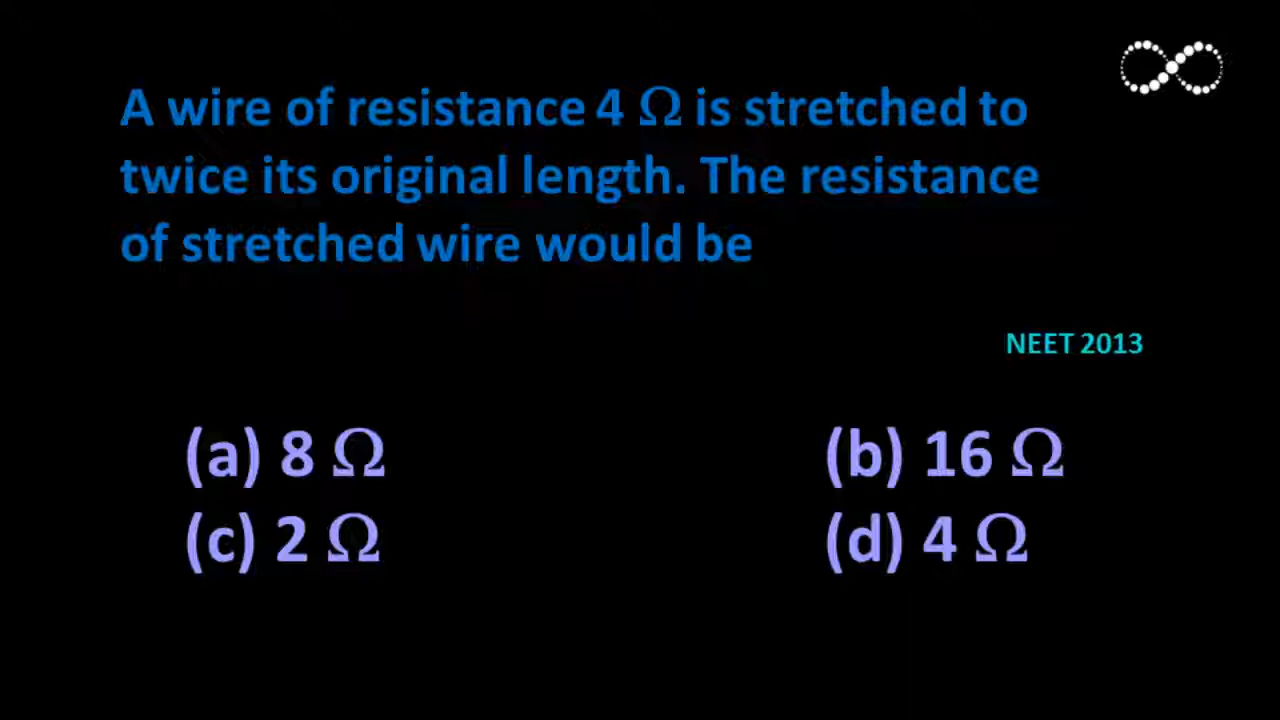 A wire of resistance 4 Ω is stretched to
twice its original length. The resistance
of stretched wire would be
NEET 2013
(a) 8 Ω (b) 16 Ω
(c) 2 Ω (d) 4 Ω